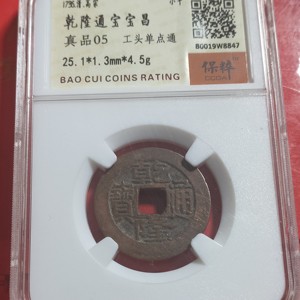 乾隆通宝宝昌
真品05 工头单点通
25.1*1.3mm*4.5g
BAO CUI COINS RATING
B0019W8847
保粹
乾隆通寶